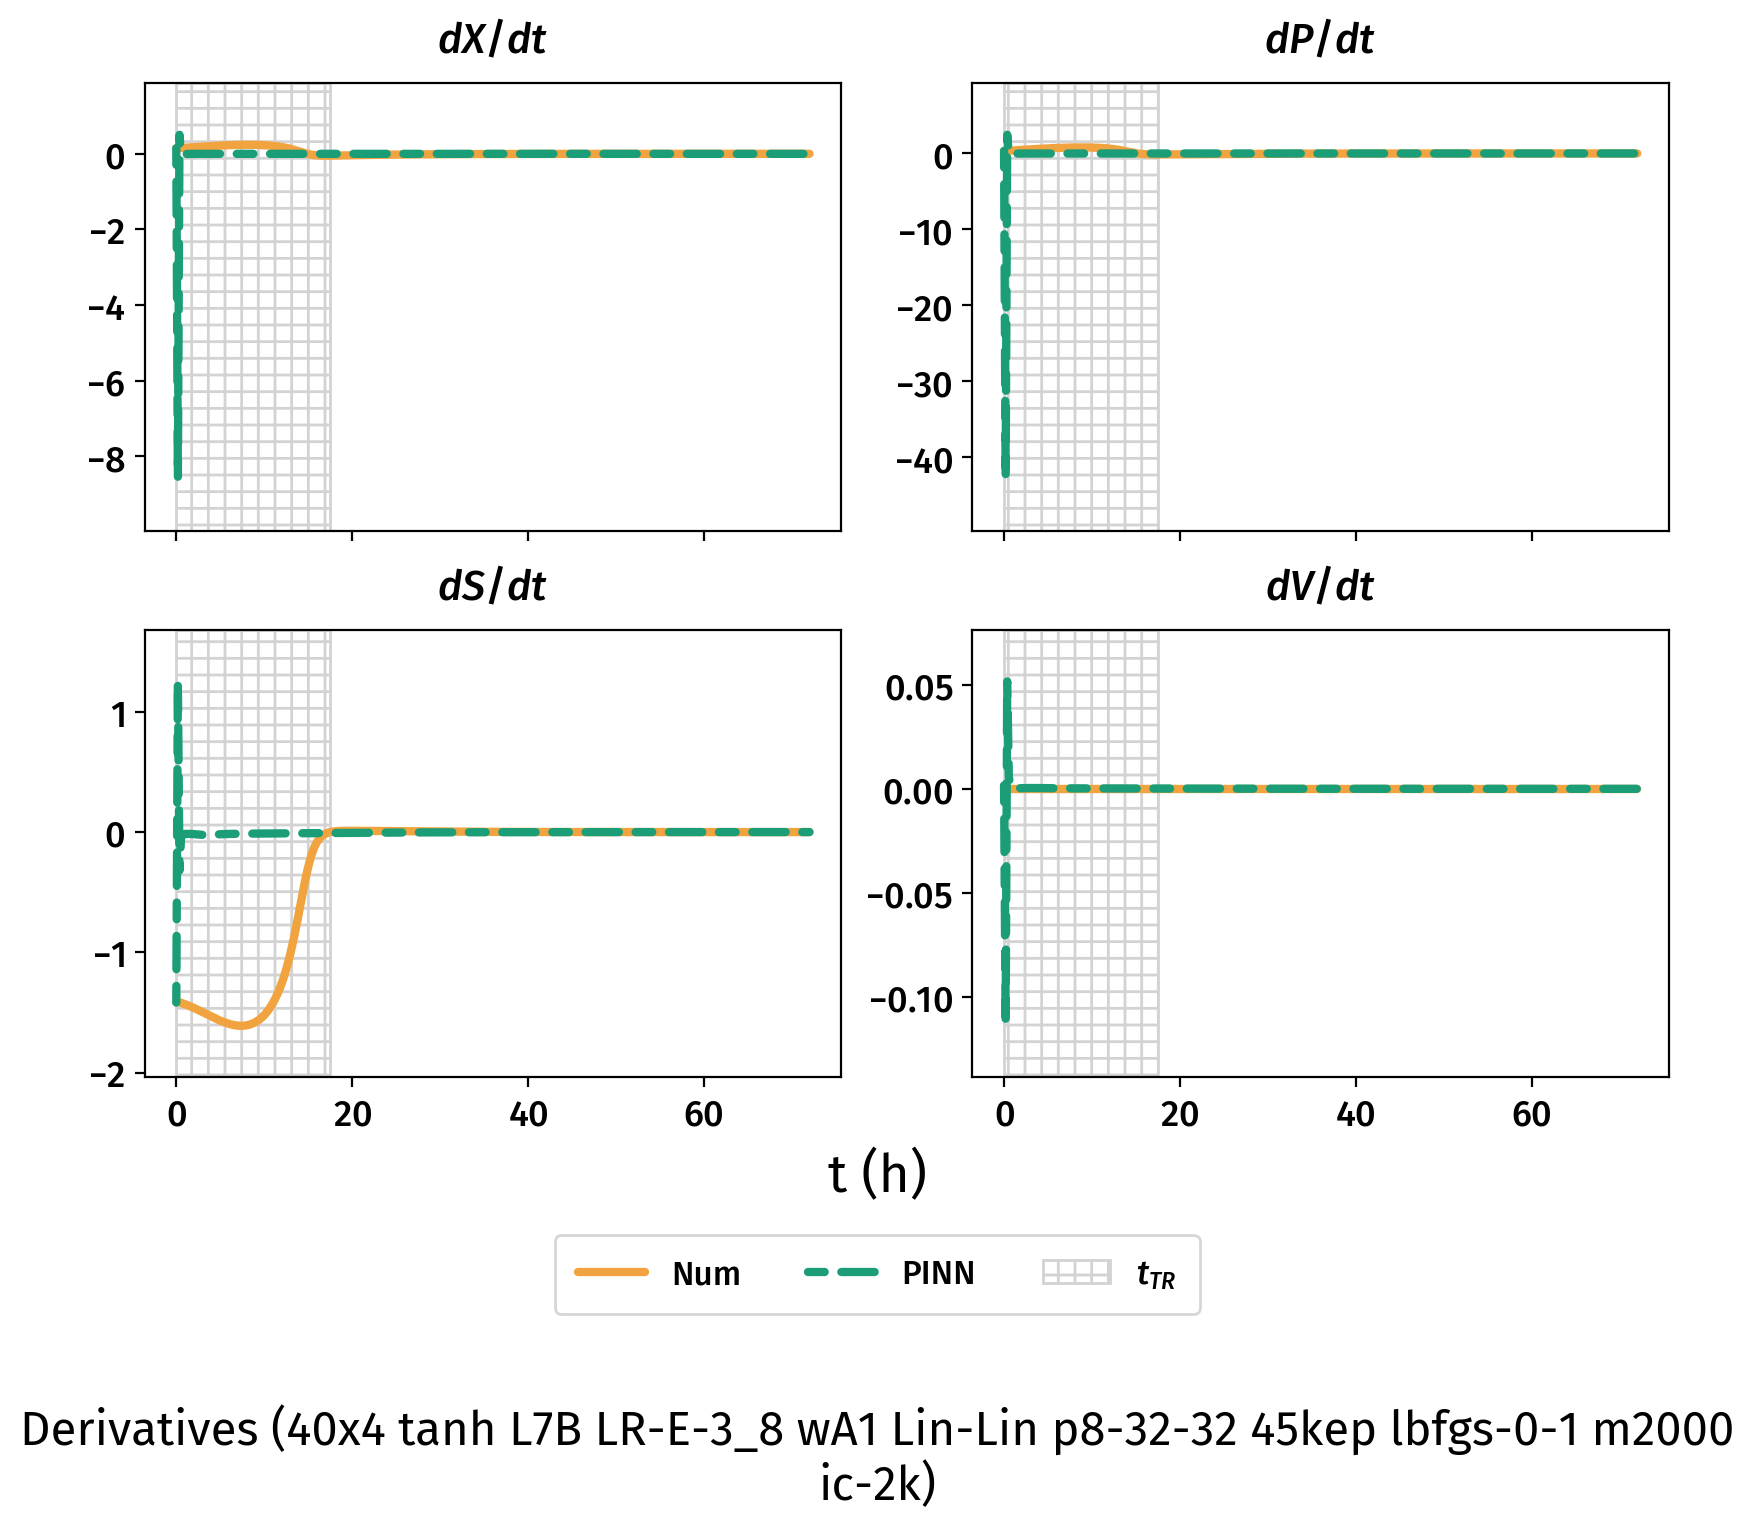 dX/dt
dP/dt
0
−2
−4
−6
−8
0
−10
−20
−30
−40
dS/dt
dV/dt
1
0
−1
−2
0.05
0.00
−0.05
−0.10
0 20 40 60
0 20 40 60
t (h)
Num PINN tTR
Derivatives (40x4 tanh L7B LR-E-3_8 wA1 Lin-Lin p8-32-32 45kep lbfgs-0-1 m2000
ic-2k)